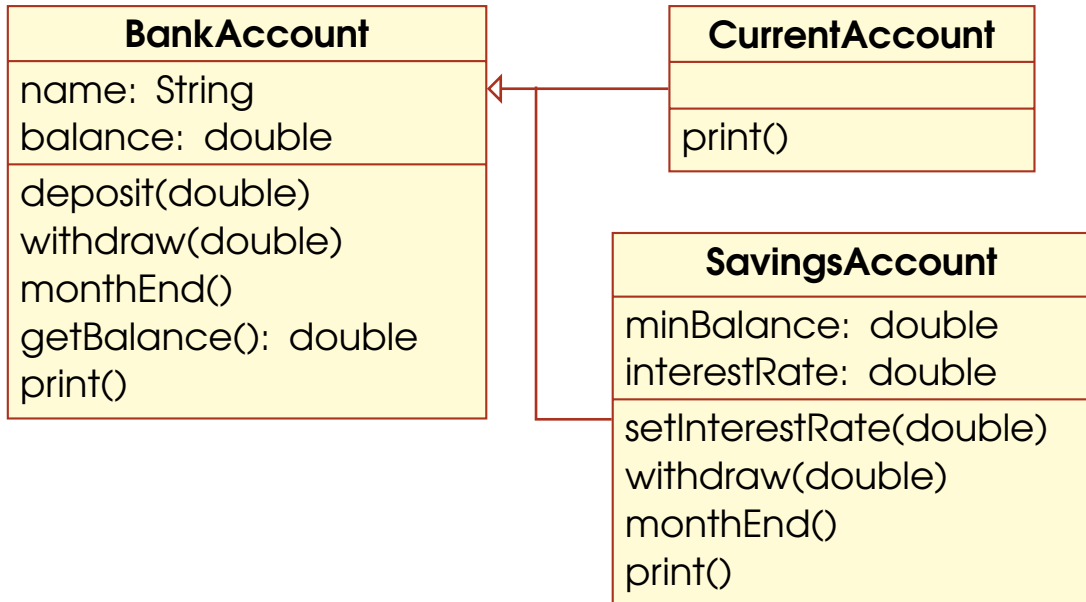 BankAccount
name: String
balance: double
deposit(double)
withdraw(double)
monthEnd()
getBalance(): double
print()
CurrentAccount
print()
SavingsAccount
minBalance: double
interestRate: double
setInterestRate(double)
withdraw(double)
monthEnd()
print()